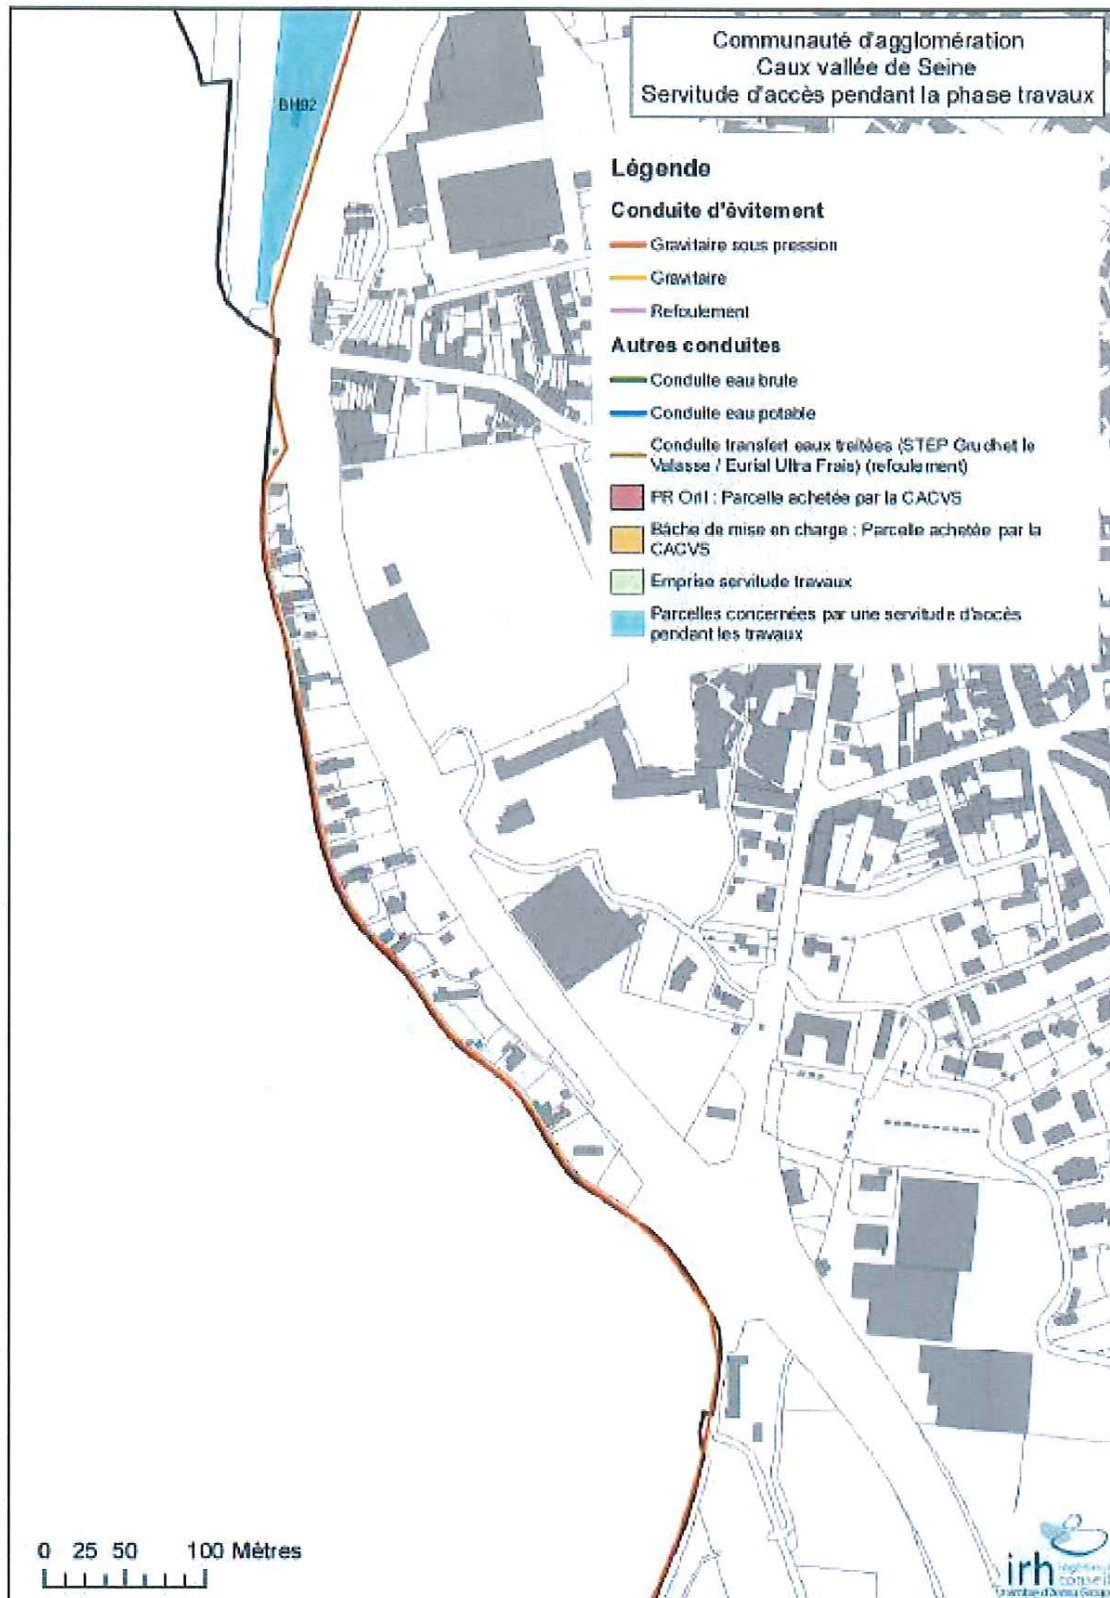 Communauté d'agglomération
Caux vallée de Seine
Servitude d'accès pendant la phase travaux
BH92
Légende
Conduite d'évitement
Gravitaire sous pression
Gravitaire
Refoulement
Autres conduites
Conduite eau brute
Conduite eau potable
Conduite transfert eaux traitées (STEP Gruchet le
Valasse / Eurial Ultra Frais) (refoulement)
PR Oril : Parcelle achetée par la CACVS
Bâche de mise en charge : Parcelle achetée par la
CACVS
Emprise servitude travaux
Parcelles concernées par une servitude d'accès
pendant les travaux
0 25 50 100 Mètres
irh
conseil